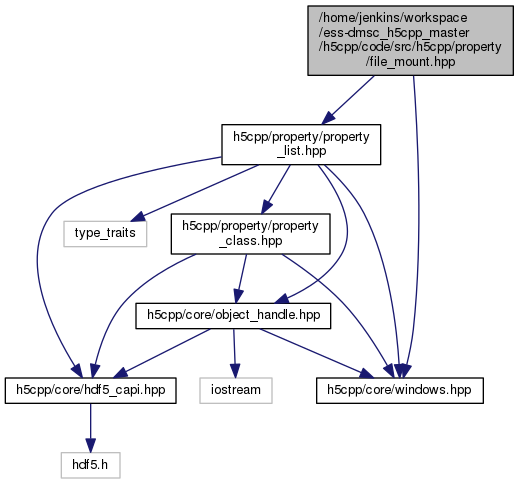 /home/jenkins/workspace
/ess-dmsc_h5cpp_master
/h5cpp/code/src/h5cpp/property
/file_mount.hpp
h5cpp/property/property
_list.hpp
type_traits
h5cpp/property/property
_class.hpp
h5cpp/core/object_handle.hpp
h5cpp/core/hdf5_capi.hpp
iostream
h5cpp/core/windows.hpp
hdf5.h